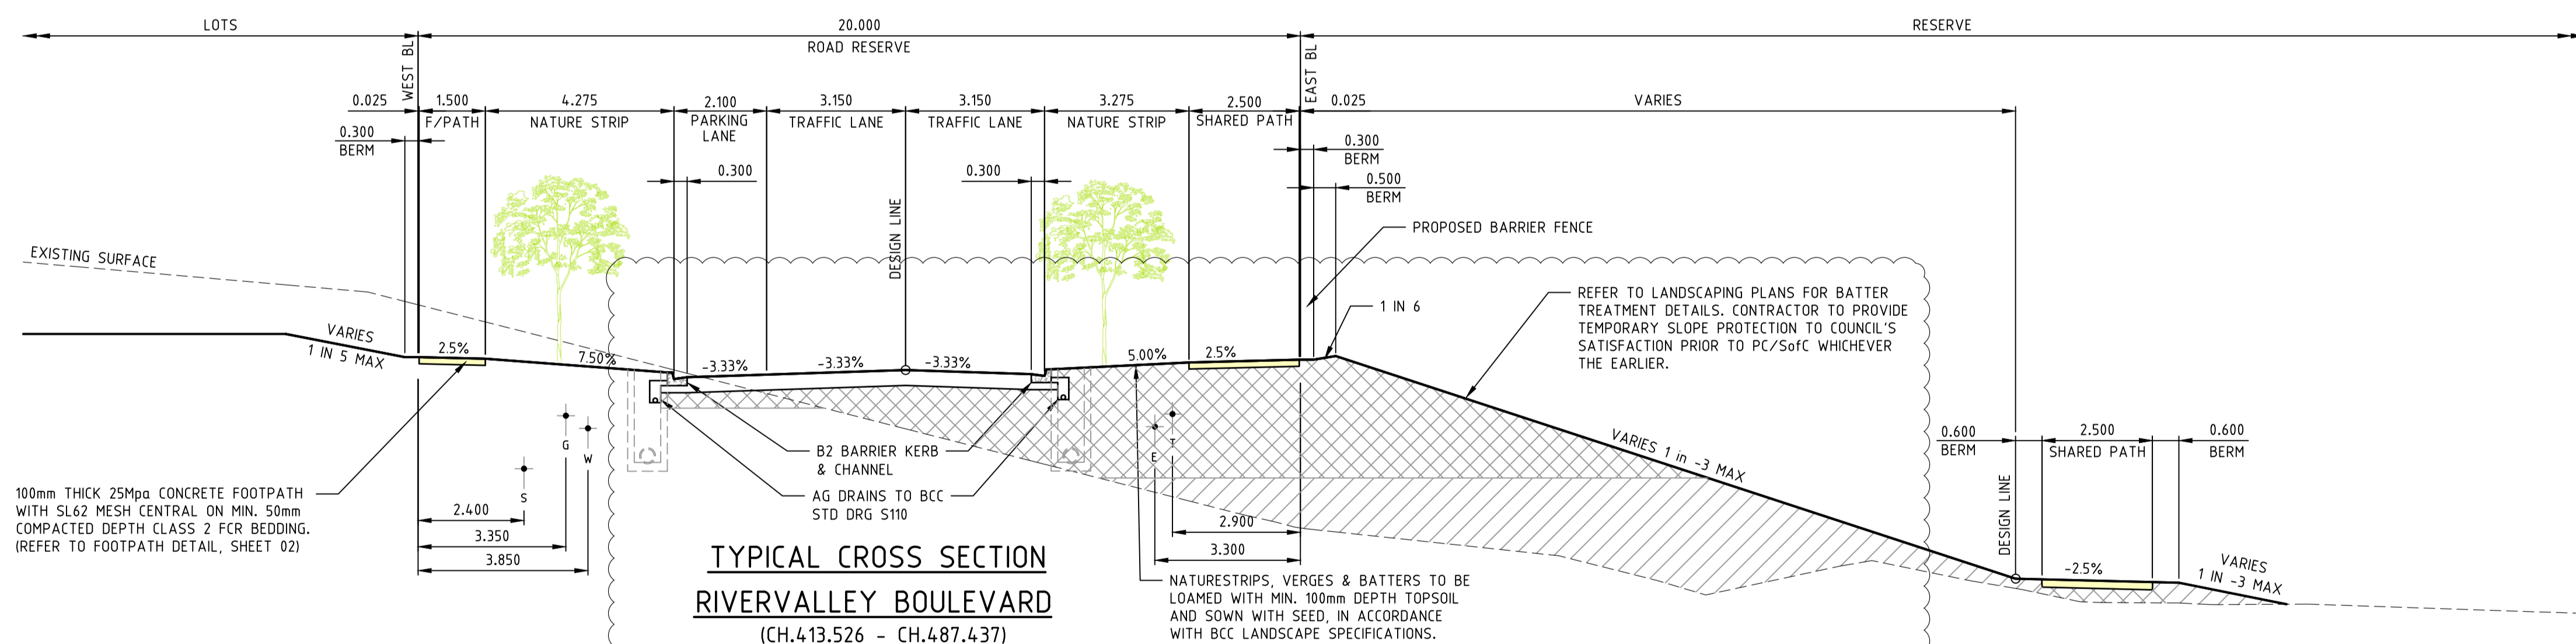 LOTS
20.000
ROAD RESERVE
RESERVE
WEST BL
EAST BL
0.025
1.500
F/PATH
4.275
NATURE STRIP
2.100
PARKING
LANE
3.150
TRAFFIC LANE
3.150
TRAFFIC LANE
3.275
NATURE STRIP
2.500
SHARED PATH
0.025
VARIES
0.300
BERM
0.300
0.300
0.300
BERM
0.500
BERM
DESIGN LINE
PROPOSED BARRIER FENCE
EXISTING SURFACE
1 IN 6
REFER TO LANDSCAPING PLANS FOR BATTER
TREATMENT DETAILS. CONTRACTOR TO PROVIDE
TEMPORARY SLOPE PROTECTION TO COUNCIL'S
SATISFACTION PRIOR TO PC/SofC WHICHEVER
THE EARLIER.
VARIES
1 IN 5 MAX
2.5%
7.50%
-3.33%
-3.33%
-3.33%
5.00%
2.5%
VARIES 1 in -3 MAX
G
W
S
T
E
B2 BARRIER KERB
& CHANNEL
AG DRAINS TO BCC
STD DRG S110
0.600
BERM
2.500
SHARED PATH
0.600
BERM
DESIGN LINE
-2.5%
VARIES
1 IN -3 MAX
100mm THICK 25Mpa CONCRETE FOOTPATH
WITH SL62 MESH CENTRAL ON MIN. 50mm
COMPACTED DEPTH CLASS 2 FCR BEDDING.
(REFER TO FOOTPATH DETAIL, SHEET 02)
2.400
3.350
3.850
2.900
3.300
TYPICAL CROSS SECTION
RIVERVALLEY BOULEVARD
(CH.413.526 - CH.487.437)
NATURESTRIPS, VERGES & BATTERS TO BE
LOAMED WITH MIN. 100mm DEPTH TOPSOIL
AND SOWN WITH SEED, IN ACCORDANCE
WITH BCC LANDSCAPE SPECIFICATIONS.